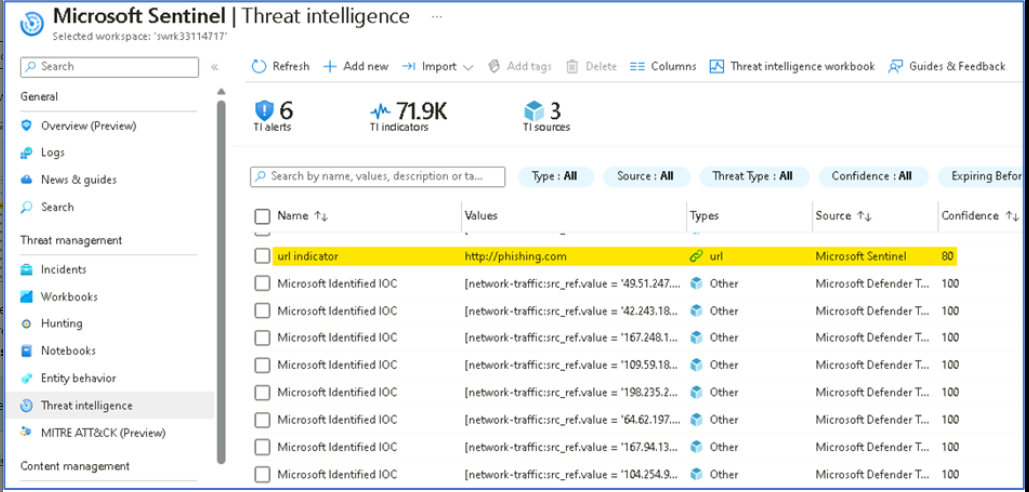 Microsoft Sentinel | Threat intelligence ...
Selected workspace: 'swrk33114717'
Search «
General
Overview (Preview)
Logs
News & guides
Search
Threat management
Incidents
Workbooks
Hunting
Notebooks
Entity behavior
Threat intelligence
MITRE ATT&CK (Preview)
Content management
Refresh Add new Import Add tags Delete Columns Threat intelligence workbook Guides & Feedback
6 71.9K 3
TI alerts TI indicators TI sources
Search by name, values, description or ta... Type : All Source : All Threat Type : All Confidence : All Expiring Befor
Name Values Types Source Confidence
url indicator http://phishing.com url Microsoft Sentinel 80
Microsoft Identified IOC [network-traffic:src_ref.value = '49.51.247.... Other Microsoft Defender T... 100
Microsoft Identified IOC [network-traffic:src_ref.value = '42.243.18... Other Microsoft Defender T... 100
Microsoft Identified IOC [network-traffic:src_ref.value = '167.248.1... Other Microsoft Defender T... 100
Microsoft Identified IOC [network-traffic:src_ref.value = '109.59.18... Other Microsoft Defender T... 100
Microsoft Identified IOC [network-traffic:src_ref.value = '198.235.2... Other Microsoft Defender T... 100
Microsoft Identified IOC [network-traffic:src_ref.value = '64.62.197.... Other Microsoft Defender T... 100
Microsoft Identified IOC [network-traffic:src_ref.value = '167.94.13... Other Microsoft Defender T... 100
Microsoft Identified IOC [network-traffic:src_ref.value = '104.254.9... Other Microsoft Defender T... 100